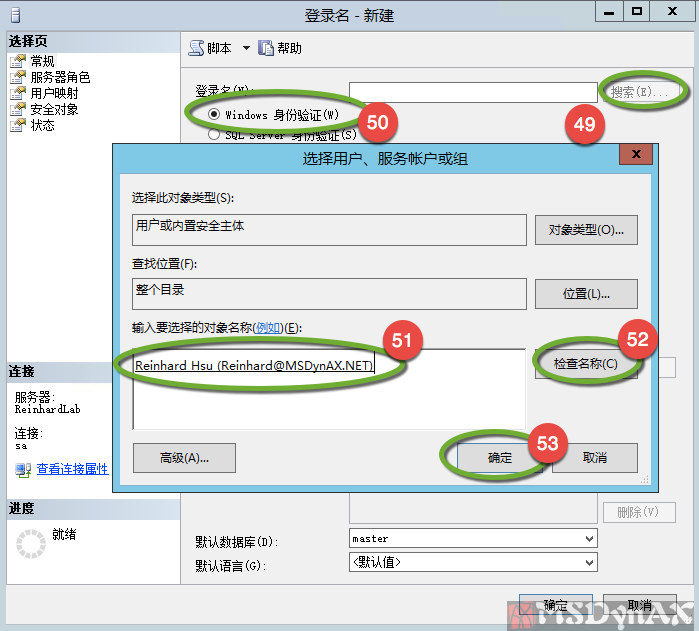 登录名 - 新建
选择页
常规
服务器角色
用户映射
安全对象
状态
脚本
帮助
登录名(N):
搜索(E)...
49
Windows 身份验证(W)
50
SQL Server 身份验证(S)
选择用户、服务帐户或组
选择此对象类型(S):
用户或内置安全主体
对象类型(O)...
查找位置(F):
整个目录
位置(L)...
输入要选择的对象名称(例如)(E):
51
52
Reinhard Hsu (Reinhard@MSDynAX.NET)
检查名称(C)
53
高级(A)...
确定
取消
连接
服务器:
ReinhardLab
连接:
sa
查看连接属性
进度
就绪
删除(V)
默认数据库(D):
master
默认语言(G):
<默认值>
确定
取消
MSDynAX